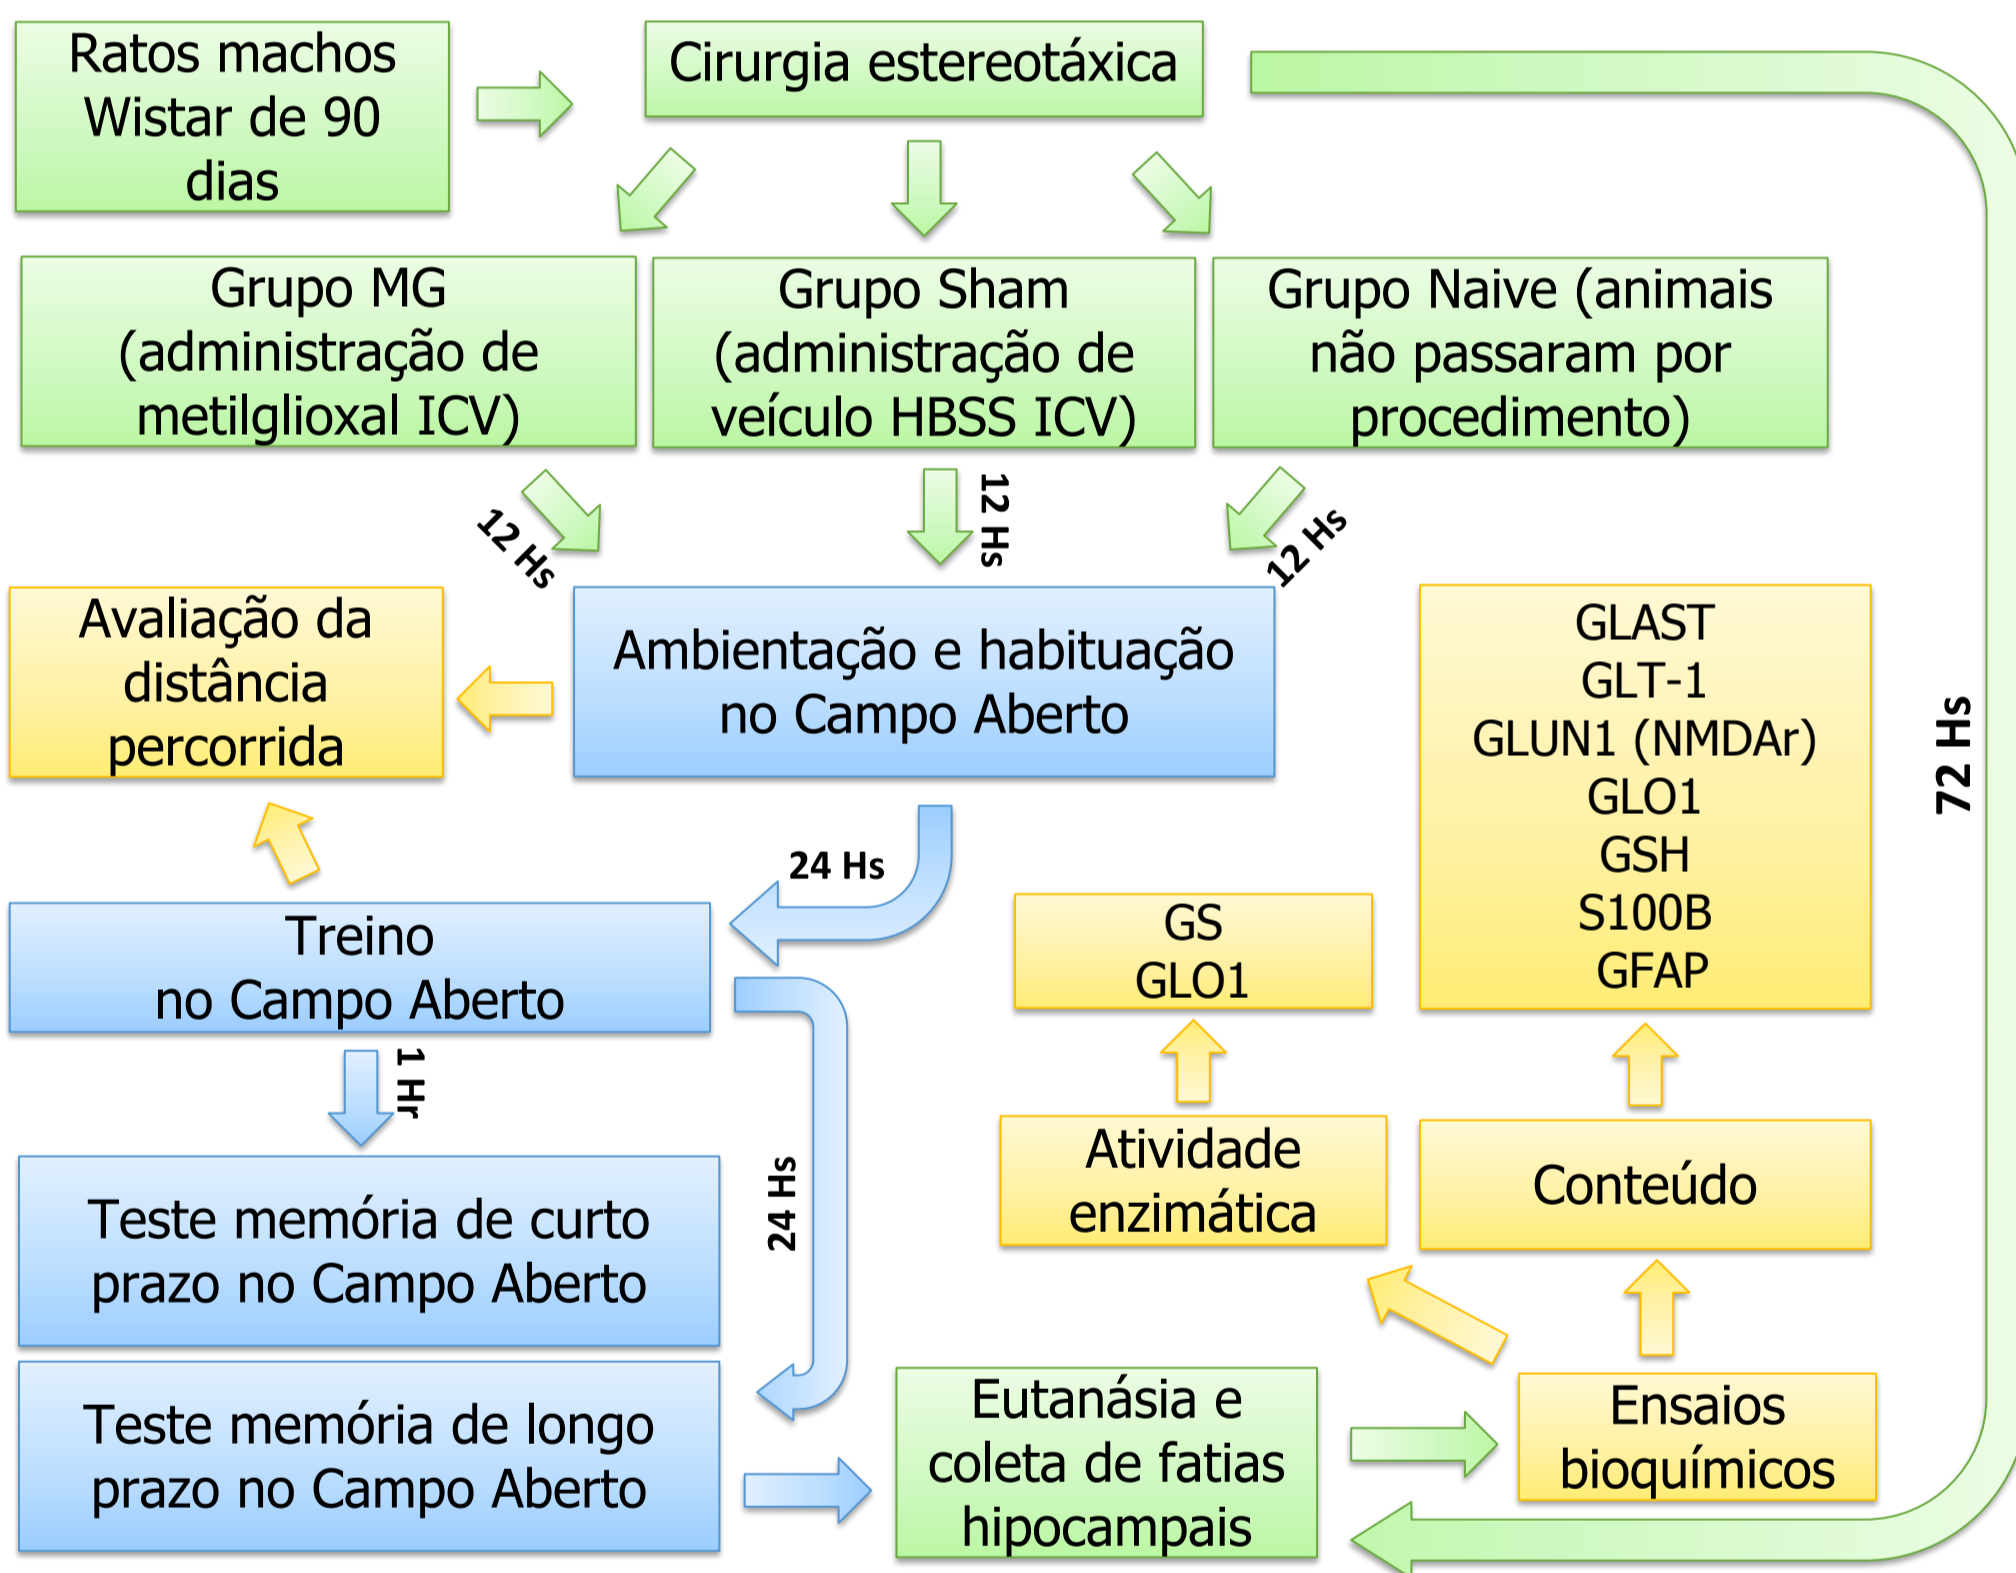 Ratos machos
Wistar de 90
dias
Cirurgia estereotáxica
Grupo MG
(administração de
metilglioxal ICV)
Grupo Sham
(administração de
veículo HBSS ICV)
Grupo Naive (animais
não passaram por
procedimento)
12 Hs
12 Hs
12 Hs
Avaliação da
distância
percorrida
Ambientação e habituação
no Campo Aberto
GLAST
GLT-1
GLUN1 (NMDAr)
GLO1
GSH
S100B
GFAP
72 Hs
24 Hs
Treino
no Campo Aberto
GS
GLO1
1 Hr
24 Hs
Atividade
enzimática
Conteúdo
Teste memória de curto
prazo no Campo Aberto
Teste memória de longo
prazo no Campo Aberto
Eutanásia e
coleta de fatias
hipocampais
Ensaios
bioquímicos